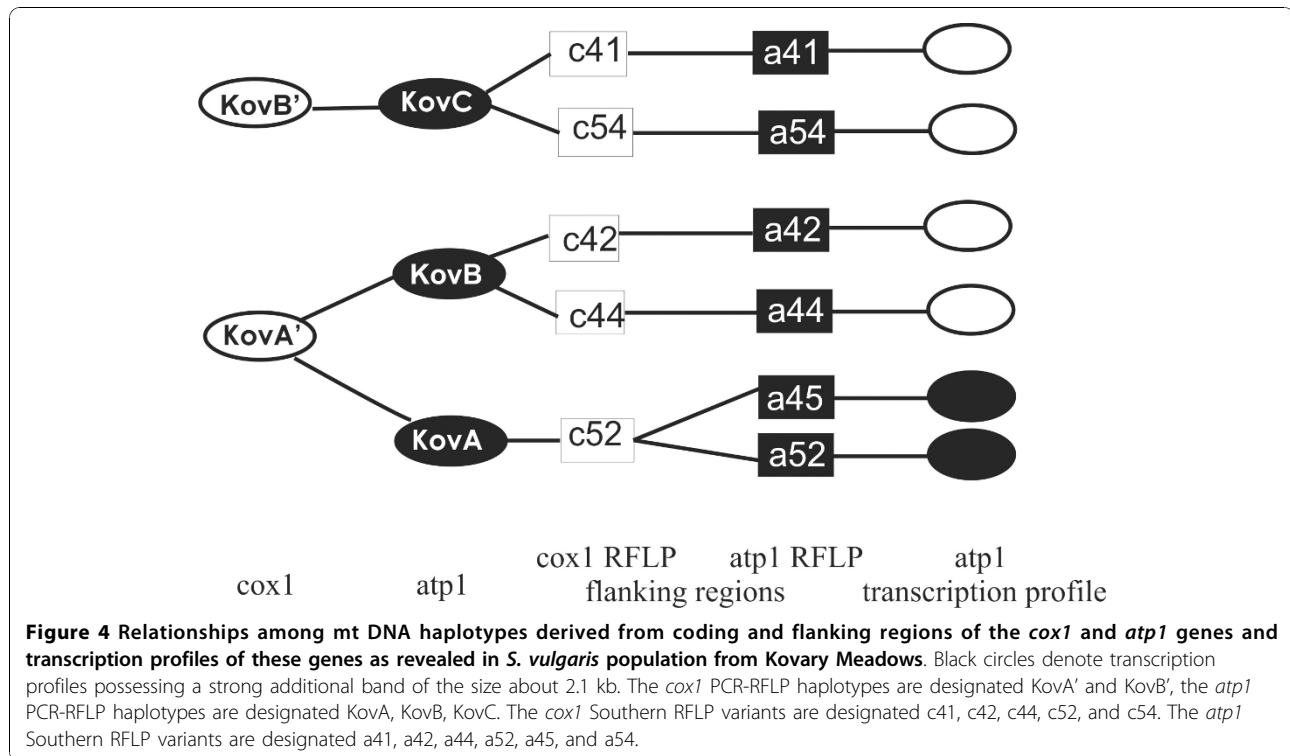 c41
a41
KovB'
KovC
c54
a54
c42
a42
KovB
c44
a44
KovA'
a45
KovA
c52
a52
cox1 RFLP
atp1 RFLP
atp1
cox1
atp1
flanking regions
transcription profile
Figure 4 Relationships among mt DNA haplotypes derived from coding and flanking regions of the cox1 and atp1 genes and
transcription profiles of these genes as revealed in S. vulgaris population from Kovary Meadows. Black circles denote transcription
profiles possessing a strong additional band of the size about 2.1 kb. The cox1 PCR-RFLP haplotypes are designated KovA' and KovB', the atp1
PCR-RFLP haplotypes are designated KovA, KovB, KovC. The cox1 Southern RFLP variants are designated c41, c42, c44, c52, and c54. The atp1
Southern RFLP variants are designated a41, a42, a44, a52, a45, and a54.